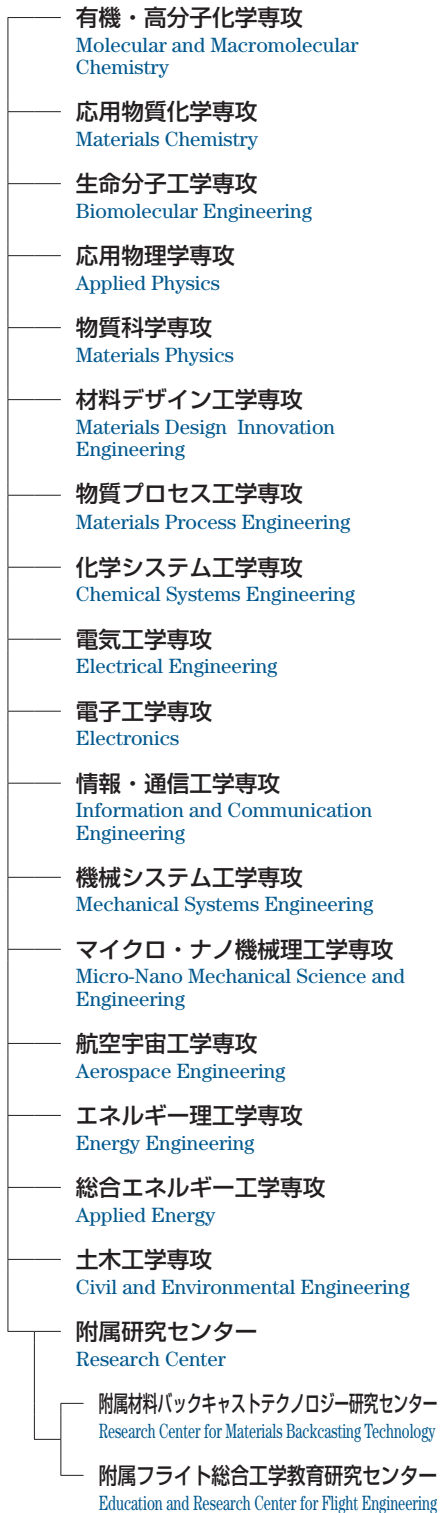 有機・高分子化学専攻
Molecular and Macromolecular
Chemistry
応用物質化学専攻
Materials Chemistry
生命分子工学専攻
Biomolecular Engineering
応用物理学専攻
Applied Physics
物質科学専攻
Materials Physics
材料デザイン工学専攻
Materials Design Innovation
Engineering
物質プロセス工学専攻
Materials Process Engineering
化学システム工学専攻
Chemical Systems Engineering
電気工学専攻
Electrical Engineering
電子工学専攻
Electronics
情報・通信工学専攻
Information and Communication
Engineering
機械システム工学専攻
Mechanical Systems Engineering
マイクロ・ナノ機械理工学専攻
Micro-Nano Mechanical Science and
Engineering
航空宇宙工学専攻
Aerospace Engineering
エネルギー理工学専攻
Energy Engineering
総合エネルギー工学専攻
Applied Energy
土木工学専攻
Civil and Environmental Engineering
附属研究センター
Research Center
附属材料バックキャストテクノロジー研究センター
Research Center for Materials Backcasting Technology
附属フライト総合工学教育研究センター
Education and Research Center for Flight Engineering